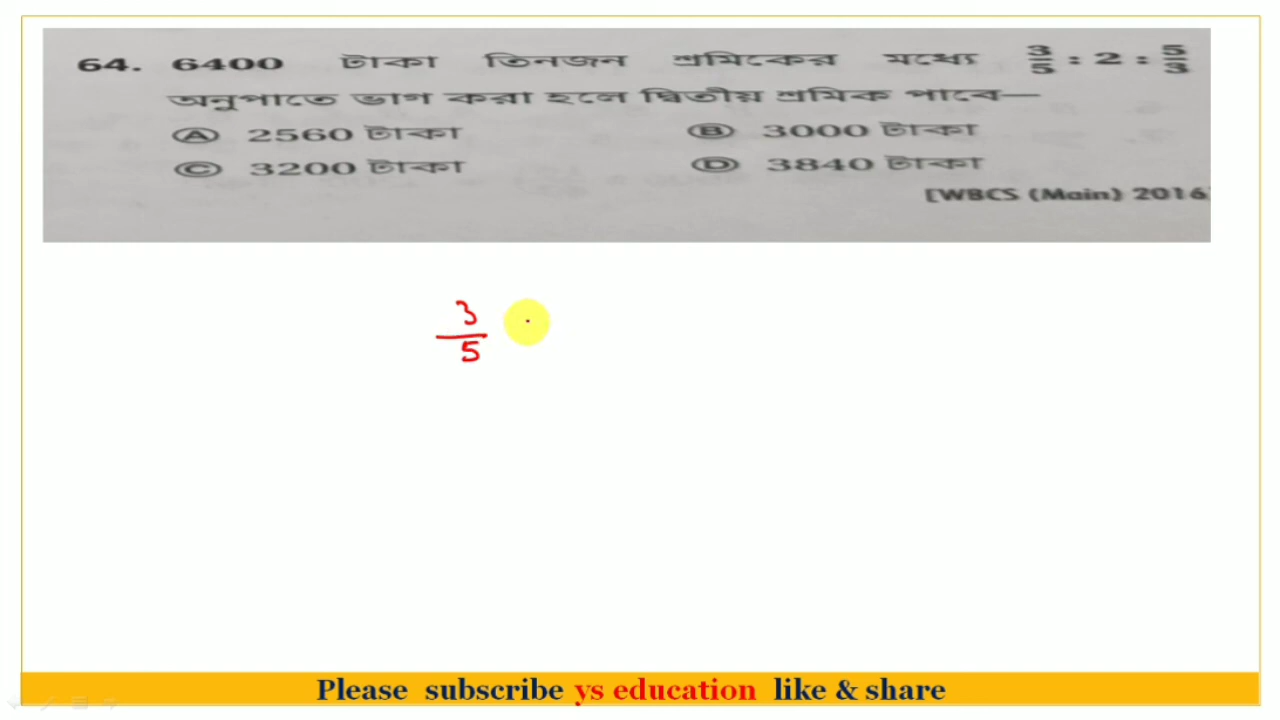 64. 6400 টাকা তিনজন শ্রমিকের মধ্যে 3/5 : 2 : 5/3
অনুপাতে ভাগ করা হলে দ্বিতীয় শ্রমিক পাবে—
Ⓐ 2560 টাকা Ⓑ 3000 টাকা
Ⓒ 3200 টাকা Ⓓ 3840 টাকা
[WBCS (Main) 2016]
3
5
Please subscribe ys education like & share